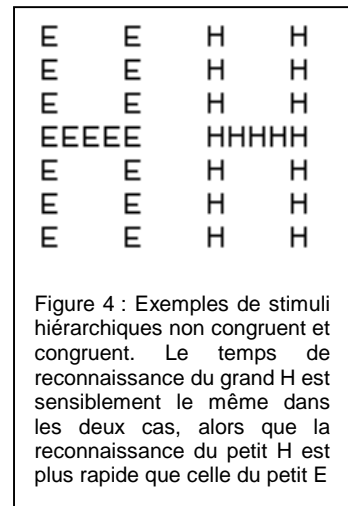 E E H H
E E H H
E E H H
EEEEE HHHHH
E E H H
E E H H
E E H H
Figure 4 : Exemples de stimuli
hiérarchiques non congruent et
congruent. Le temps de
reconnaissance du grand H est
sensiblement le même dans
les deux cas, alors que la
reconnaissance du petit H est
plus rapide que celle du petit E